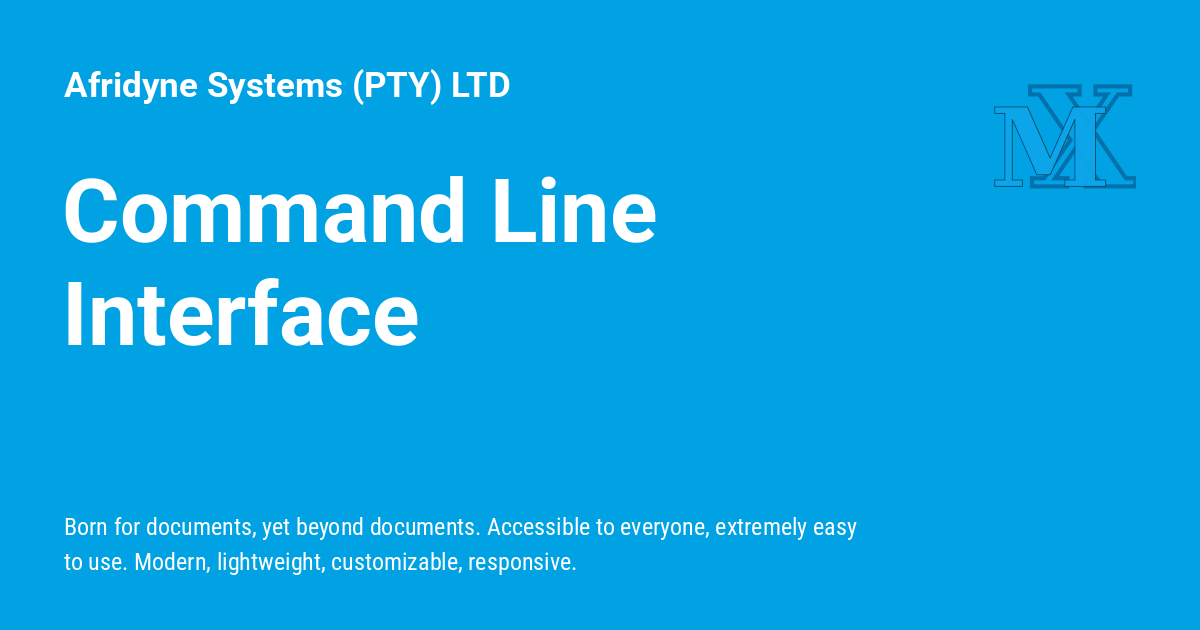 Afridyne Systems (PTY) LTD
MX
Command Line
Interface
Born for documents, yet beyond documents. Accessible to everyone, extremely easy
to use. Modern, lightweight, customizable, responsive.